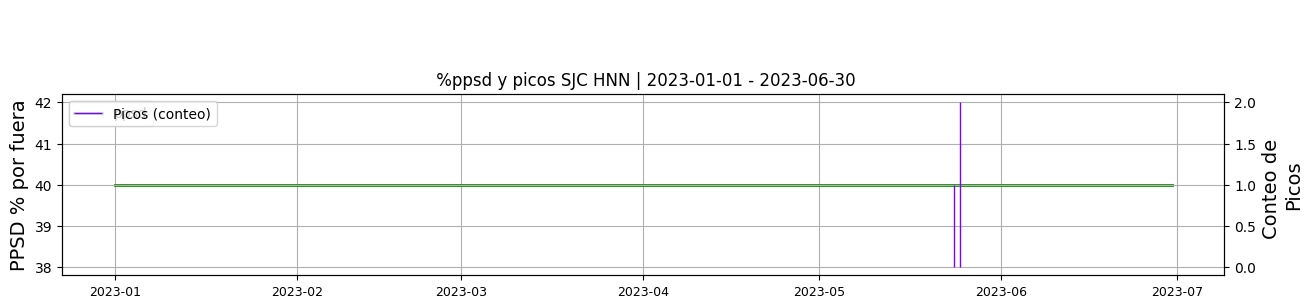 %ppsd y picos SJC HNN | 2023-01-01 - 2023-06-30
PPSD % por fuera
42
41
40
39
38
Picos (conteo)
2.0
1.5
1.0
0.5
0.0
Conteo de
Picos
2023-01 2023-02 2023-03 2023-04 2023-05 2023-06 2023-07